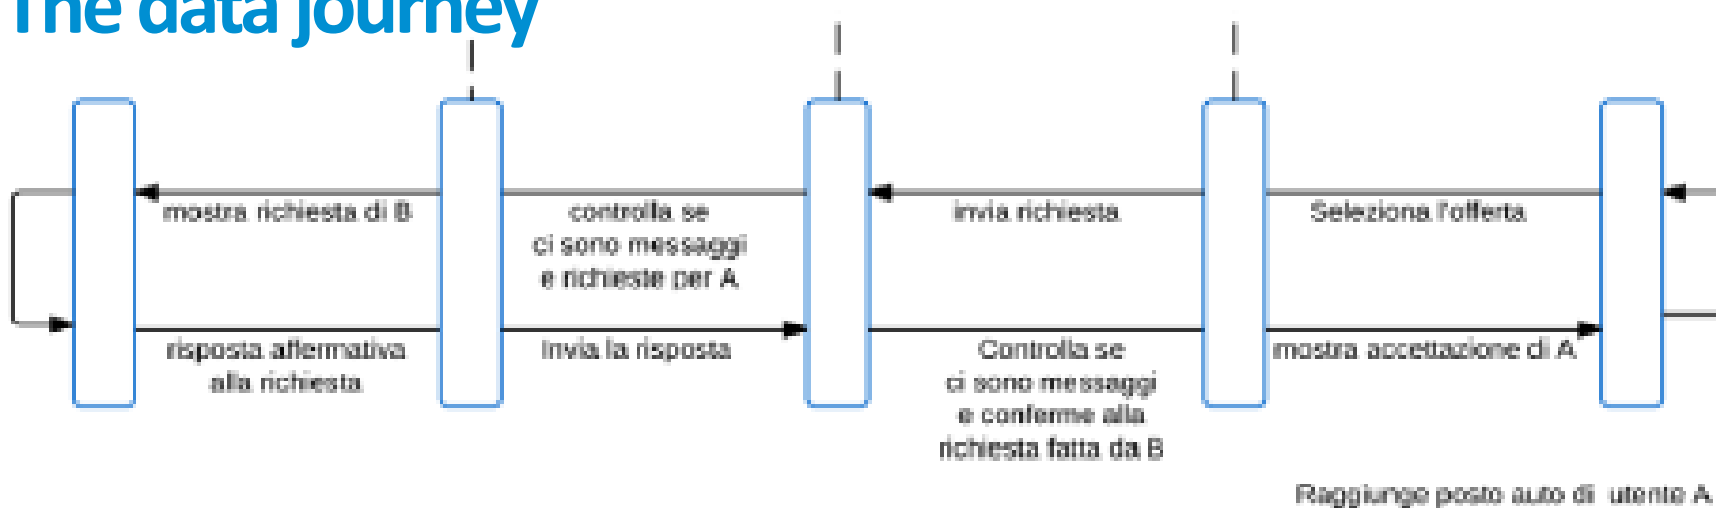 The data journey
mostra richiesta di B
controlla se
ci sono messaggi
e richieste per A
invia richiesta
Seleziona l'offerta
risposta affermativa
alla richiesta
Invia la risposta
Controlla se
ci sono messaggi
e conferme alla
richiesta fatta da B
mostra accettazione di A
Raggiunge posto auto di utente A